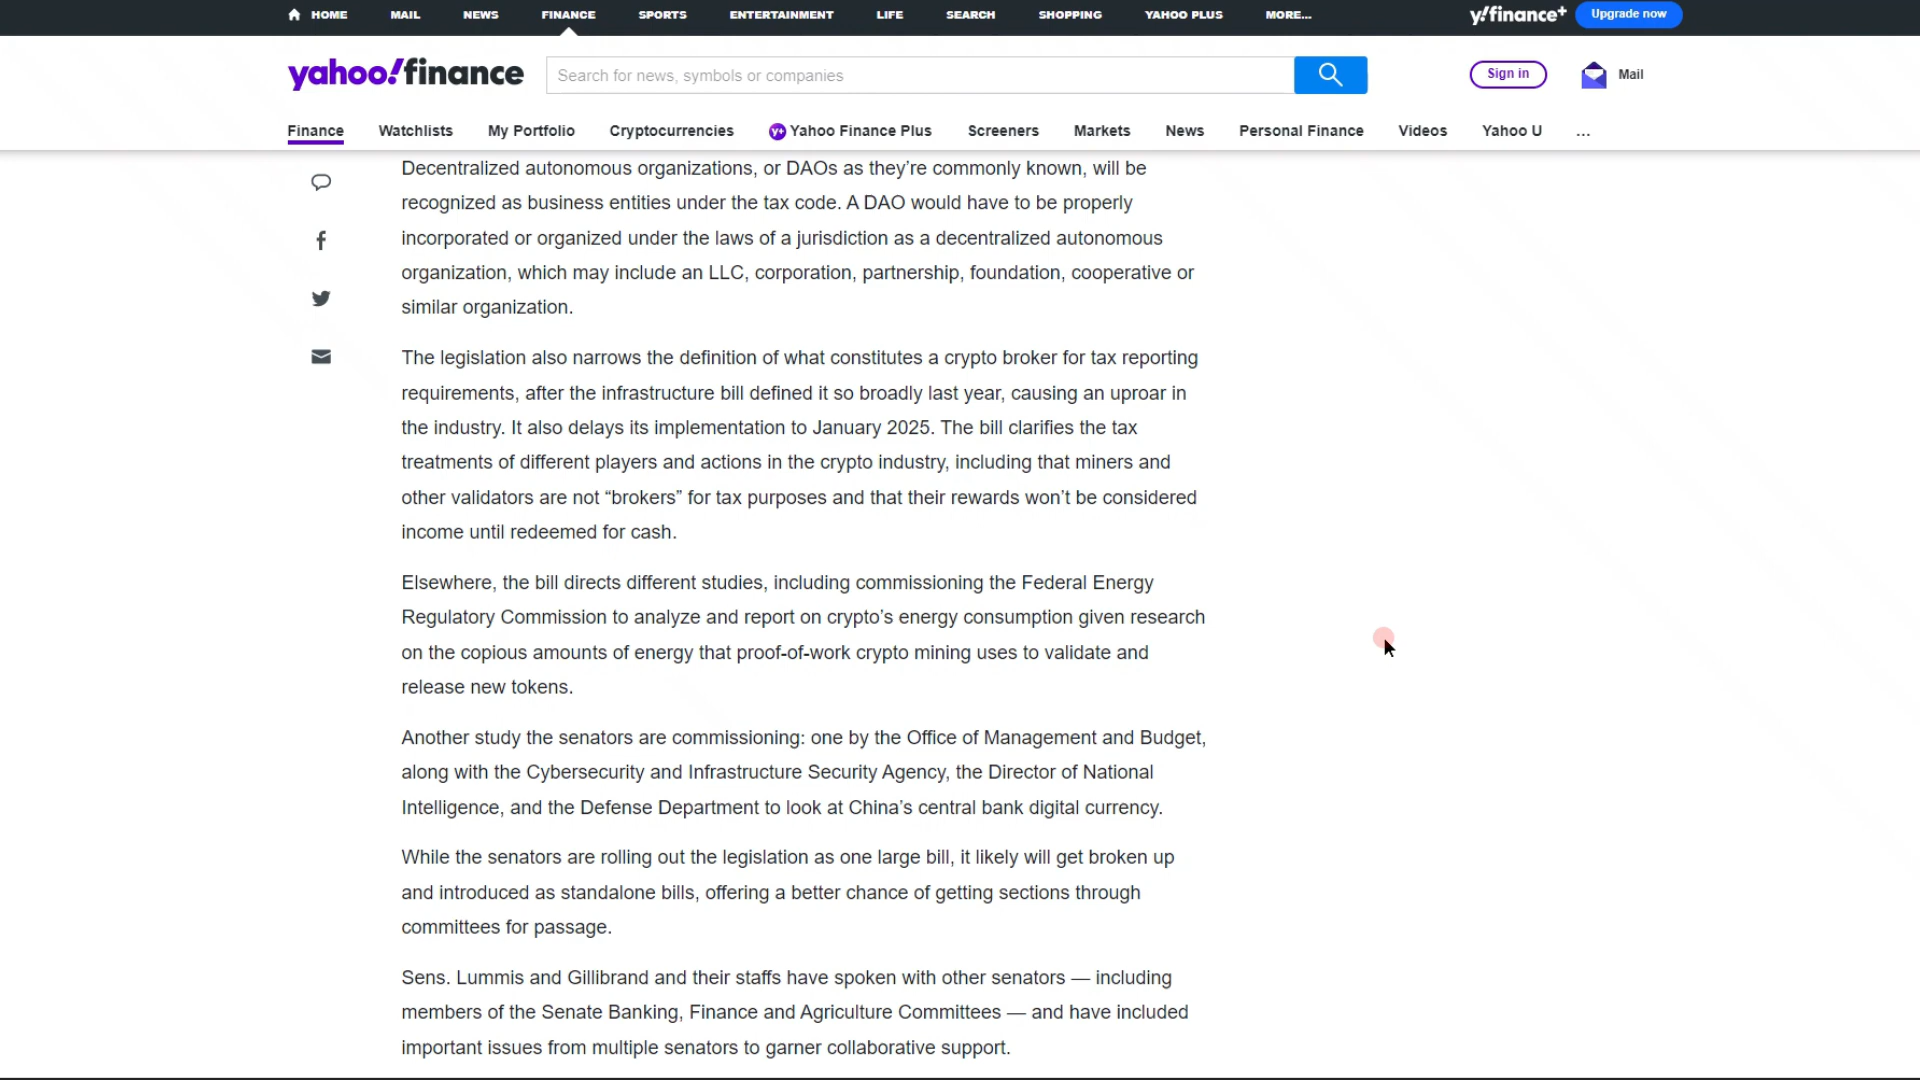 HOME MAIL NEWS FINANCE SPORTS ENTERTAINMENT LIFE SEARCH SHOPPING YAHOO PLUS MORE... y!finance+ Upgrade now
yahoo!finance Search for news, symbols or companies Sign in Mail
Finance Watchlists My Portfolio Cryptocurrencies y+ Yahoo Finance Plus Screeners Markets News Personal Finance Videos Yahoo U ...
Decentralized autonomous organizations, or DAOs as they’re commonly known, will be
recognized as business entities under the tax code. A DAO would have to be properly
incorporated or organized under the laws of a jurisdiction as a decentralized autonomous
organization, which may include an LLC, corporation, partnership, foundation, cooperative or
similar organization.
The legislation also narrows the definition of what constitutes a crypto broker for tax reporting
requirements, after the infrastructure bill defined it so broadly last year, causing an uproar in
the industry. It also delays its implementation to January 2025. The bill clarifies the tax
treatments of different players and actions in the crypto industry, including that miners and
other validators are not “brokers” for tax purposes and that their rewards won’t be considered
income until redeemed for cash.
Elsewhere, the bill directs different studies, including commissioning the Federal Energy
Regulatory Commission to analyze and report on crypto’s energy consumption given research
on the copious amounts of energy that proof-of-work crypto mining uses to validate and
release new tokens.
Another study the senators are commissioning: one by the Office of Management and Budget,
along with the Cybersecurity and Infrastructure Security Agency, the Director of National
Intelligence, and the Defense Department to look at China’s central bank digital currency.
While the senators are rolling out the legislation as one large bill, it likely will get broken up
and introduced as standalone bills, offering a better chance of getting sections through
committees for passage.
Sens. Lummis and Gillibrand and their staffs have spoken with other senators — including
members of the Senate Banking, Finance and Agriculture Committees — and have included
important issues from multiple senators to garner collaborative support.